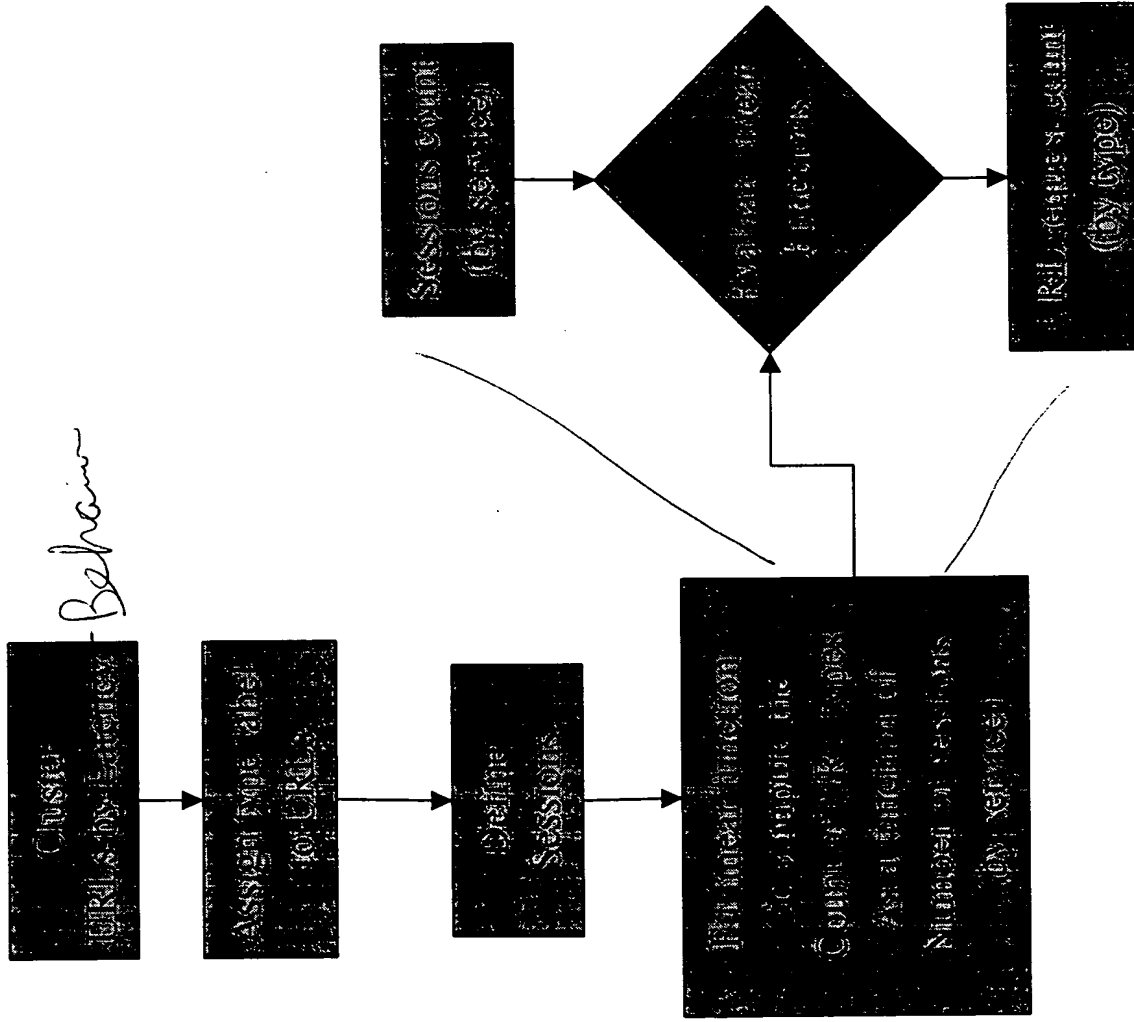 Cluster
URLs by
- Behavior
Assign type label
to URLs
Define
Sessions
Fit linear function
To compute the
Count of URL Types
As a function of
Number of sessions
(by service)
Sessions count
(by service)
Evaluate linear
functions
URL request count
(by type)